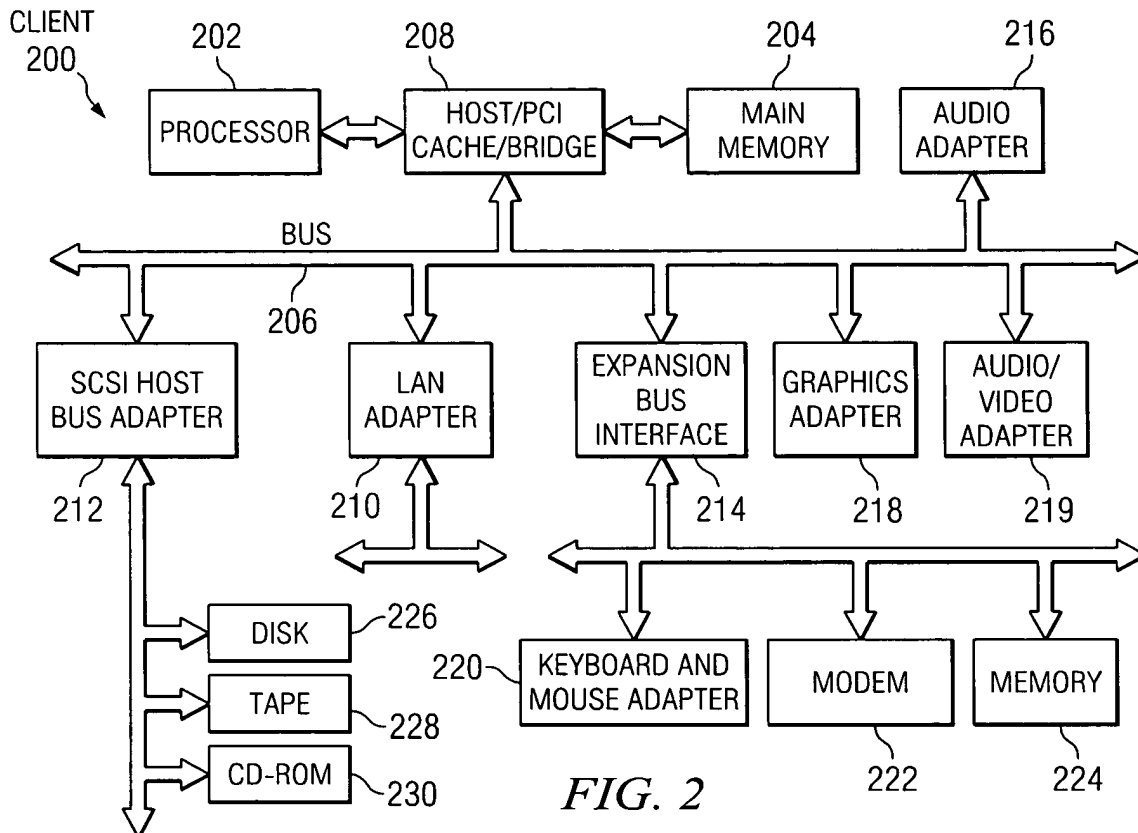 CLIENT
200
202
208
204
216
PROCESSOR
HOST/PCI
CACHE/BRIDGE
MAIN
MEMORY
AUDIO
ADAPTER
BUS
206
SCSI HOST
BUS ADAPTER
LAN
ADAPTER
EXPANSION
BUS
INTERFACE
GRAPHICS
ADAPTER
AUDIO/
VIDEO
ADAPTER
212
210
214
218
219
DISK
226
TAPE
228
CD-ROM
230
220
KEYBOARD AND
MOUSE ADAPTER
MODEM
MEMORY
222
224
FIG. 2